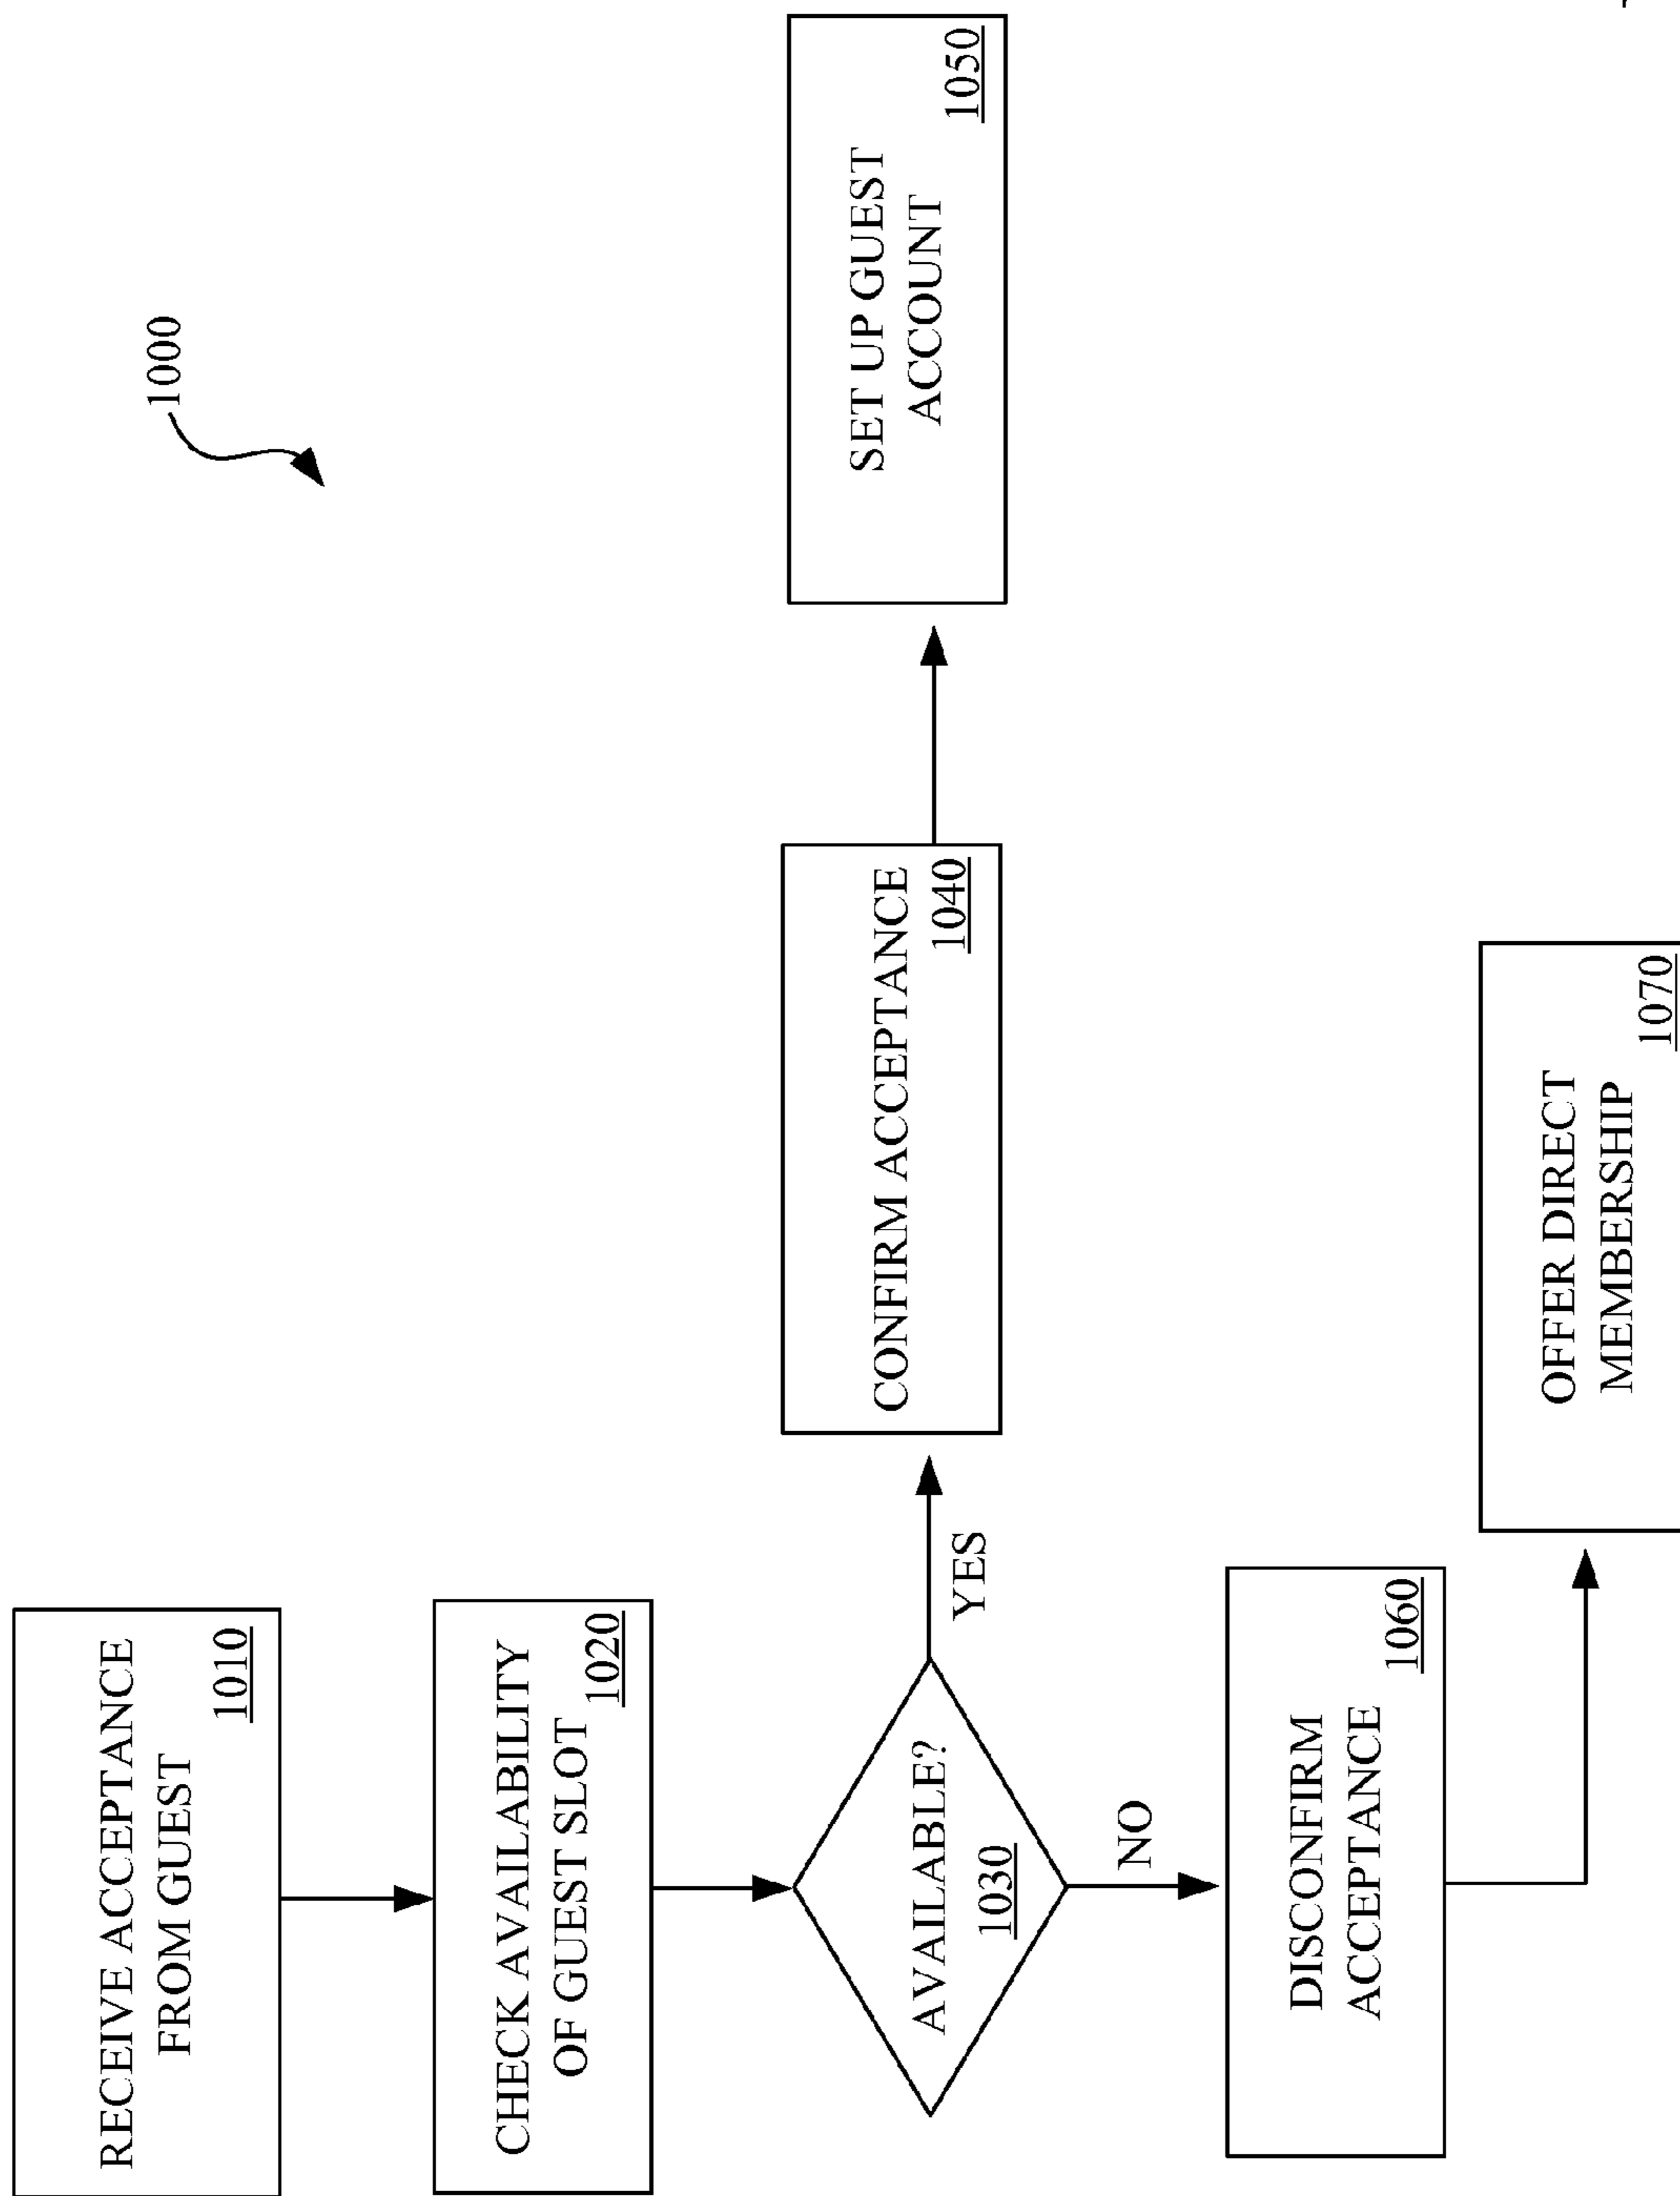 1000
RECEIVE ACCEPTANCE
FROM GUEST
1010
CHECK AVAILABILITY
OF GUEST SLOT
1020
AVAILABLE?
1030
YES
CONFIRM ACCEPTANCE
1040
SET UP GUEST
ACCOUNT
1050
NO
DISCONFIRM
ACCEPTANCE
1060
OFFER DIRECT
MEMBERSHIP
1070